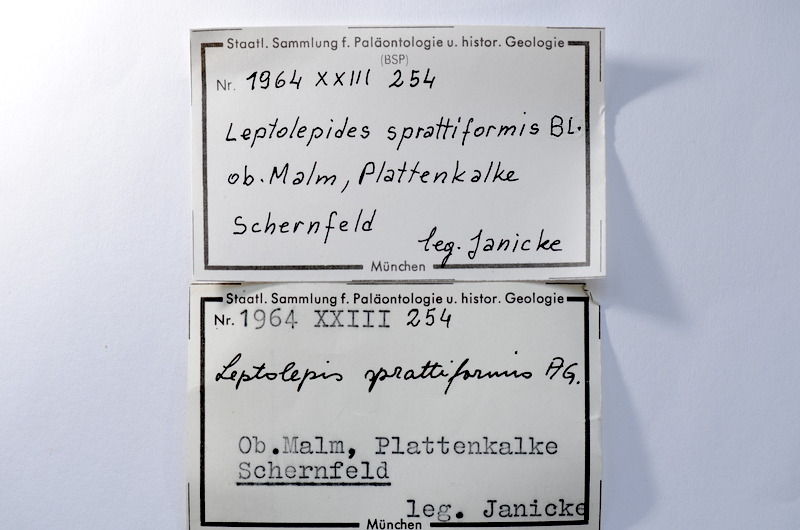 Staatl. Sammlung f. Paläontologie u. histor. Geologie
(BSP)
Nr. 1964 XXIII 254
Leptolepides sprattiformis Bl.
ob. Malm, Plattenkalke
Schernfeld
leg. Janicke
München
Staatl. Sammlung f. Paläontologie u. histor. Geologie
Nr. 1964 XXIII 254
Leptolepis sprattiformis AG.
Ob.Malm, Plattenkalke
Schernfeld
leg. Janicke
München